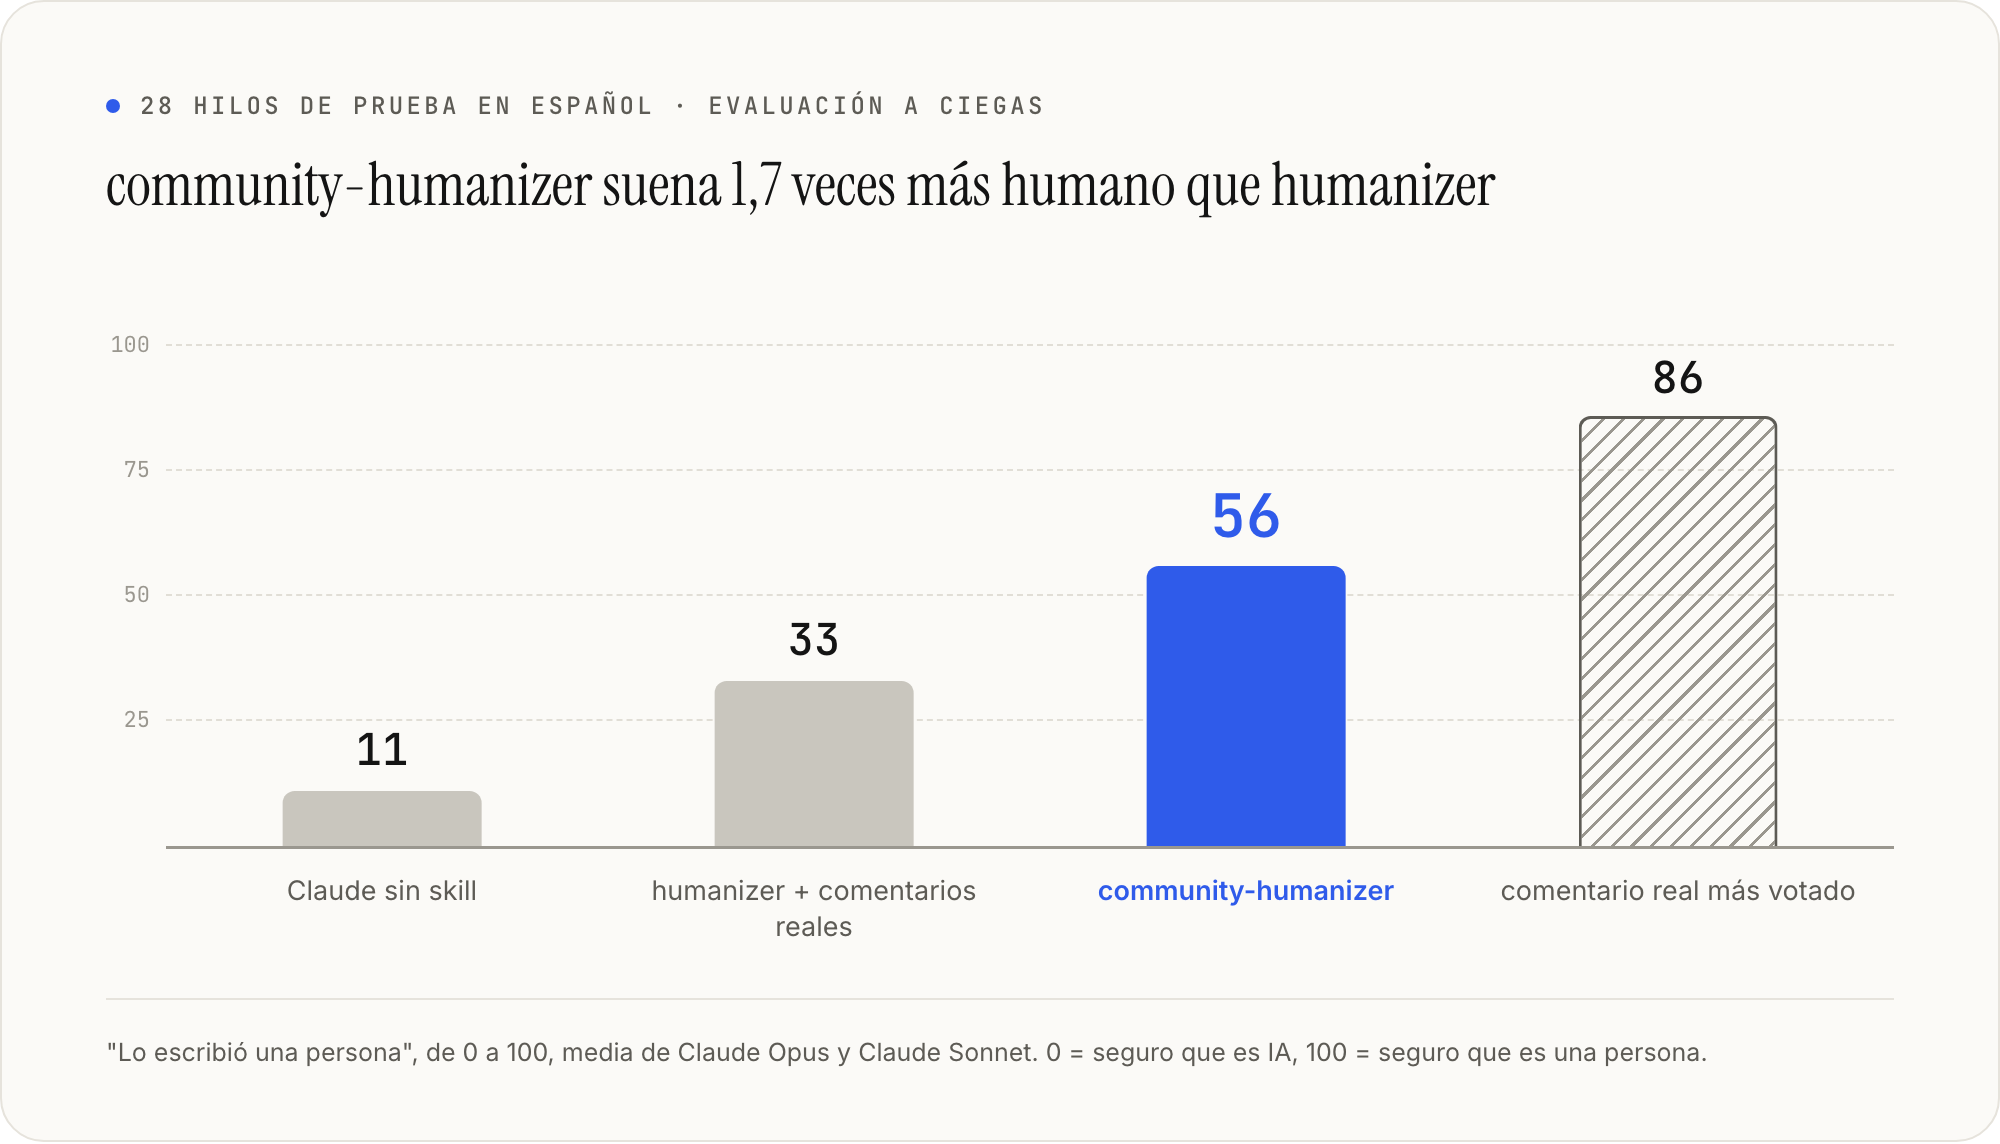 28 HILOS DE PRUEBA EN ESPAÑOL · EVALUACIÓN A CIEGAS
community-humanizer suena 1,7 veces más humano que humanizer
100
75
50
25
11
33
56
86
Claude sin skill
humanizer + comentarios
reales
community-humanizer
comentario real más votado
"Lo escribió una persona", de 0 a 100, media de Claude Opus y Claude Sonnet. 0 = seguro que es IA, 100 = seguro que es una persona.